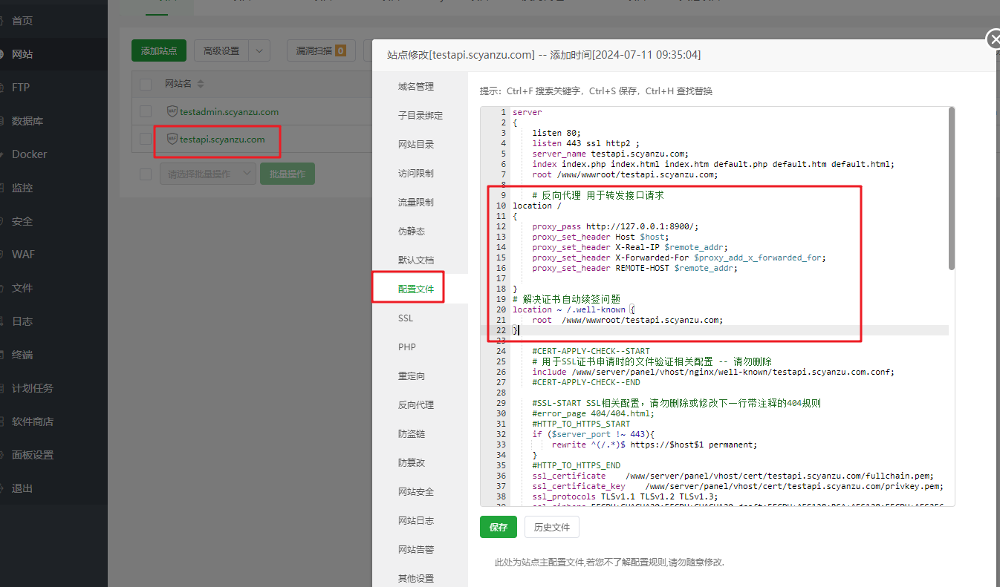 首页
网站
FTP
数据库
Docker
监控
安全
WAF
文件
日志
终端
计划任务
软件商店
面板设置
退出
添加站点
高级设置
漏洞扫描 0
网站名
testadmin.scyanzu.com
testapi.scyanzu.com
请选择批量操作
批量操作
站点修改[testapi.scyanzu.com] -- 添加时间[2024-07-11 09:35:04]
域名管理
子目录绑定
网站目录
访问限制
流量限制
伪静态
默认文档
配置文件
SSL
PHP
重定向
反向代理
防盗链
防篡改
网站安全
网站日志
网站告警
其他设置
提示：Ctrl+F 搜索关键字，Ctrl+S 保存，Ctrl+H 查找替换
1 server
2 {
3 listen 80;
4 listen 443 ssl http2 ;
5 server_name testapi.scyanzu.com;
6 index index.php index.html index.htm default.php default.htm default.html;
7 root /www/wwwroot/testapi.scyanzu.com;
8
9 # 反向代理 用于转发接口请求
10 location /
11 {
12 proxy_pass http://127.0.0.1:8900/;
13 proxy_set_header Host $host;
14 proxy_set_header X-Real-IP $remote_addr;
15 proxy_set_header X-Forwarded-For $proxy_add_x_forwarded_for;
16 proxy_set_header REMOTE-HOST $remote_addr;
17
18 }
19 # 解决证书自动续签问题
20 location ~ /.well-known {
21 root /www/wwwroot/testapi.scyanzu.com;
22 }
23
24 #CERT-APPLY-CHECK--START
25 # 用于SSL证书申请时的文件验证相关配置 -- 请勿删除
26 include /www/server/panel/vhost/nginx/well-known/testapi.scyanzu.com.conf;
27 #CERT-APPLY-CHECK--END
28
29 #SSL-START SSL相关配置，请勿删除或修改下一行带注释的404规则
30 #error_page 404/404.html;
31 #HTTP_TO_HTTPS_START
32 if ($server_port !~ 443){
33 rewrite ^(/.*)$ https://$host$1 permanent;
34 }
35 #HTTP_TO_HTTPS_END
36 ssl_certificate /www/server/panel/vhost/cert/testapi.scyanzu.com/fullchain.pem;
37 ssl_certificate_key /www/server/panel/vhost/cert/testapi.scyanzu.com/privkey.pem;
38 ssl_protocols TLSv1.1 TLSv1.2 TLSv1.3;
保存
历史文件
此处为站点主配置文件,若您不了解配置规则,请勿随意修改.